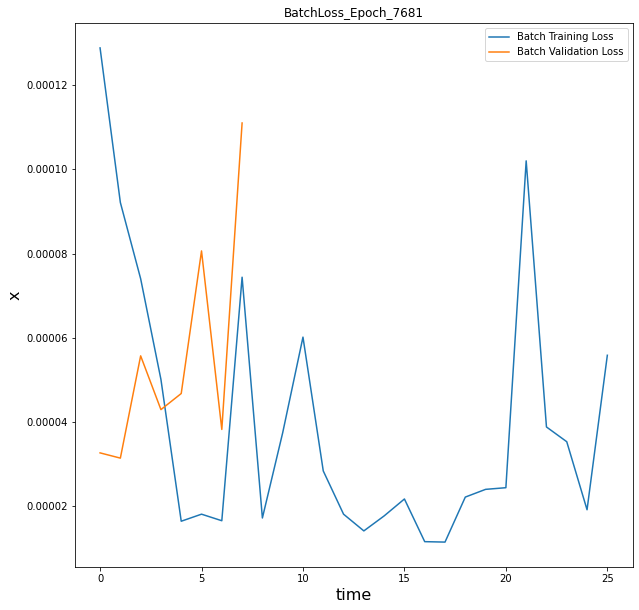 BatchLoss_Epoch_7681
Batch Training Loss
Batch Validation Loss
0.00012
0.00010
0.00008
0.00006
0.00004
0.00002
x
0 5 10 15 20 25
time